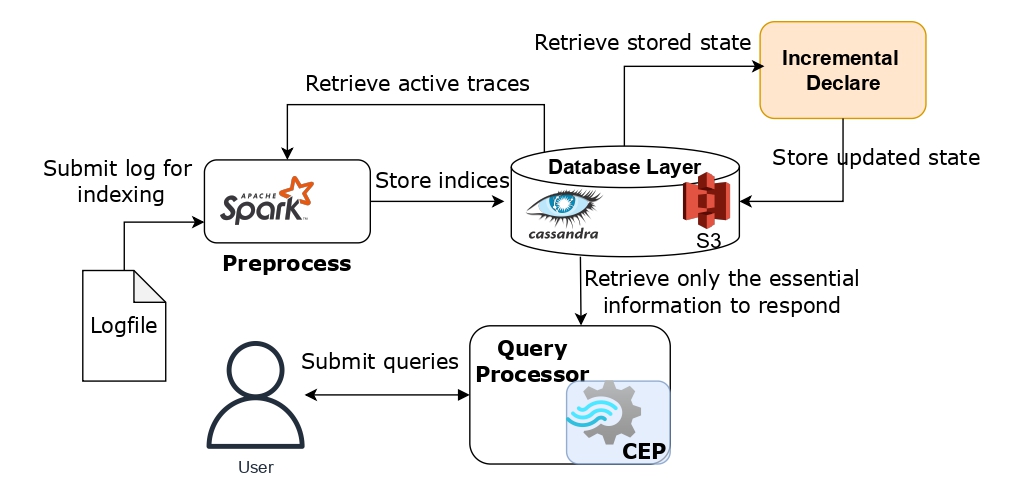 Retrieve stored state
Incremental
Declare
Retrieve active traces
Submit log for
indexing
Database Layer
Store updated state
APACHE
Spark™
Store indices
cassandra
S3
Preprocess
Retrieve only the essential
information to respond
Logfile
Query
Processor
Submit queries
CEP
User